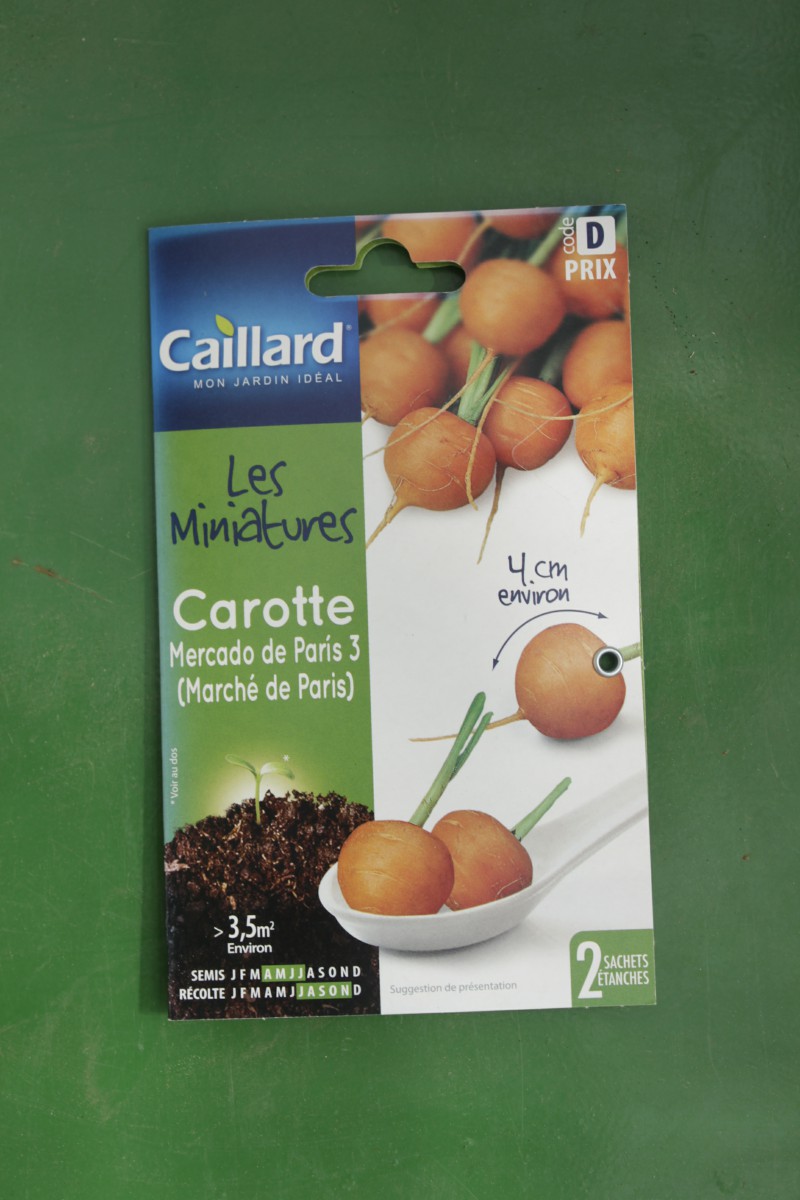 code
D
PRIX
Caillard®
MON JARDIN IDÉAL
Les
Miniatures
Carotte
Mercado de París 3
(Marché de Paris)
4 cm
environ
* Voir au dos
> 3,5m²
Environ
SEMIS J F M A M J J A S O N D
RÉCOLTE J F M A M J J A S O N D
Suggestion de présentation
2 SACHETS
ÉTANCHES